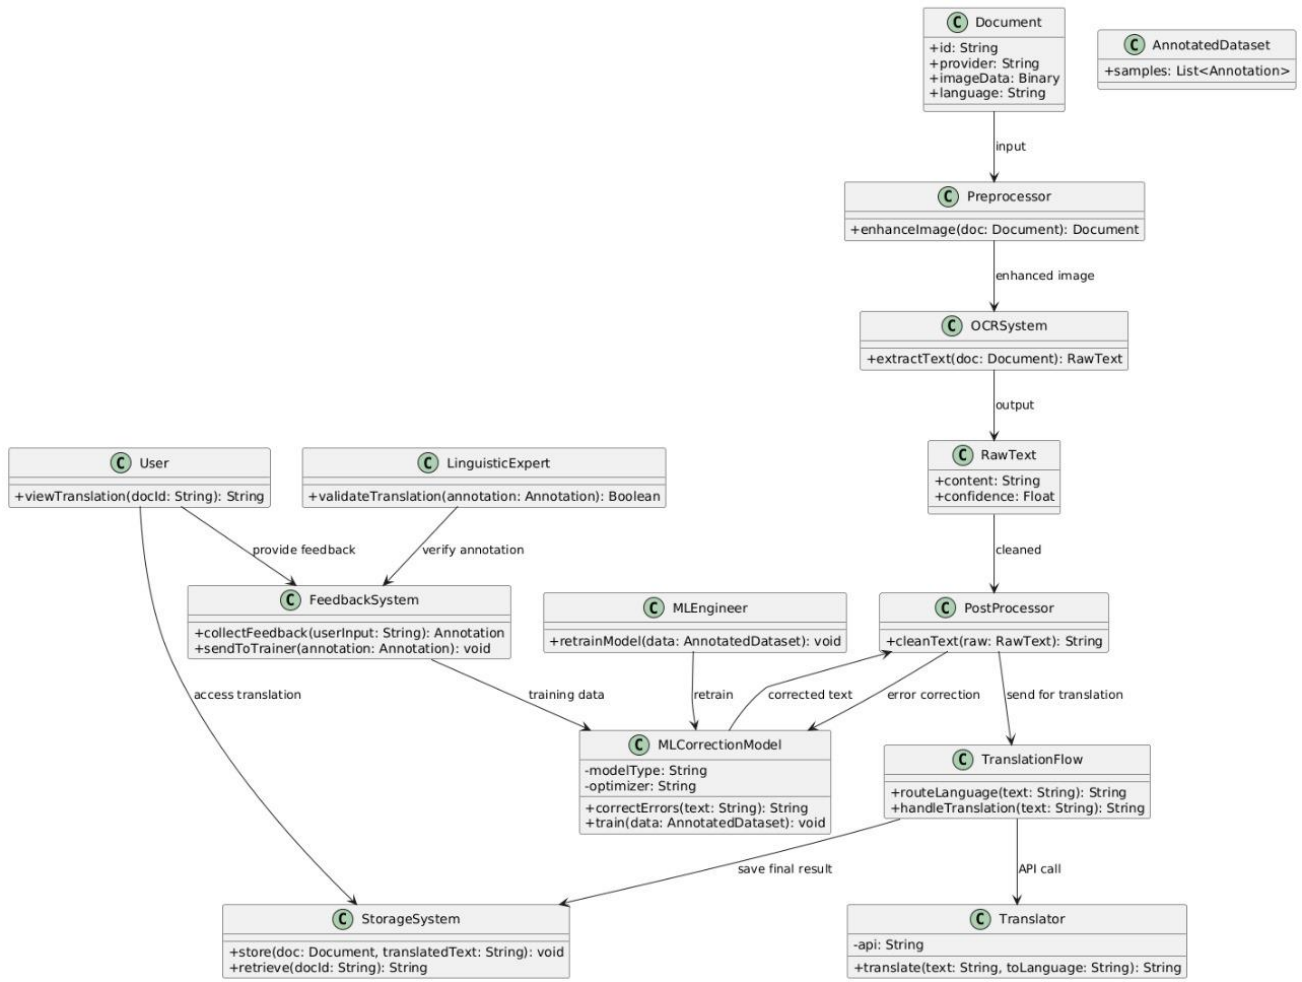 C Document
+id: String
+provider: String
+imageData: Binary
+language: String
C AnnotatedDataset
+samples: List<Annotation>
input
C Preprocessor
+enhanceImage(doc: Document): Document
enhanced image
C OCRSystem
+extractText(doc: Document): RawText
output
C User
+viewTranslation(docId: String): String
C LinguisticExpert
+validateTranslation(annotation: Annotation): Boolean
C RawText
+content: String
+confidence: Float
provide feedback
verify annotation
cleaned
C FeedbackSystem
+collectFeedback(userInput: String): Annotation
+sendToTrainer(annotation: Annotation): void
C MLEngineer
+retrainModel(data: AnnotatedDataset): void
C PostProcessor
+cleanText(raw: RawText): String
access translation
training data
retrain
corrected text
error correction
send for translation
C MLCorrectionModel
-modelType: String
-optimizer: String
+correctErrors(text: String): String
+train(data: AnnotatedDataset): void
C TranslationFlow
+routeLanguage(text: String): String
+handleTranslation(text: String): String
save final result
API call
C StorageSystem
+store(doc: Document, translatedText: String): void
+retrieve(docId: String): String
C Translator
-api: String
+translate(text: String, toLanguage: String): String